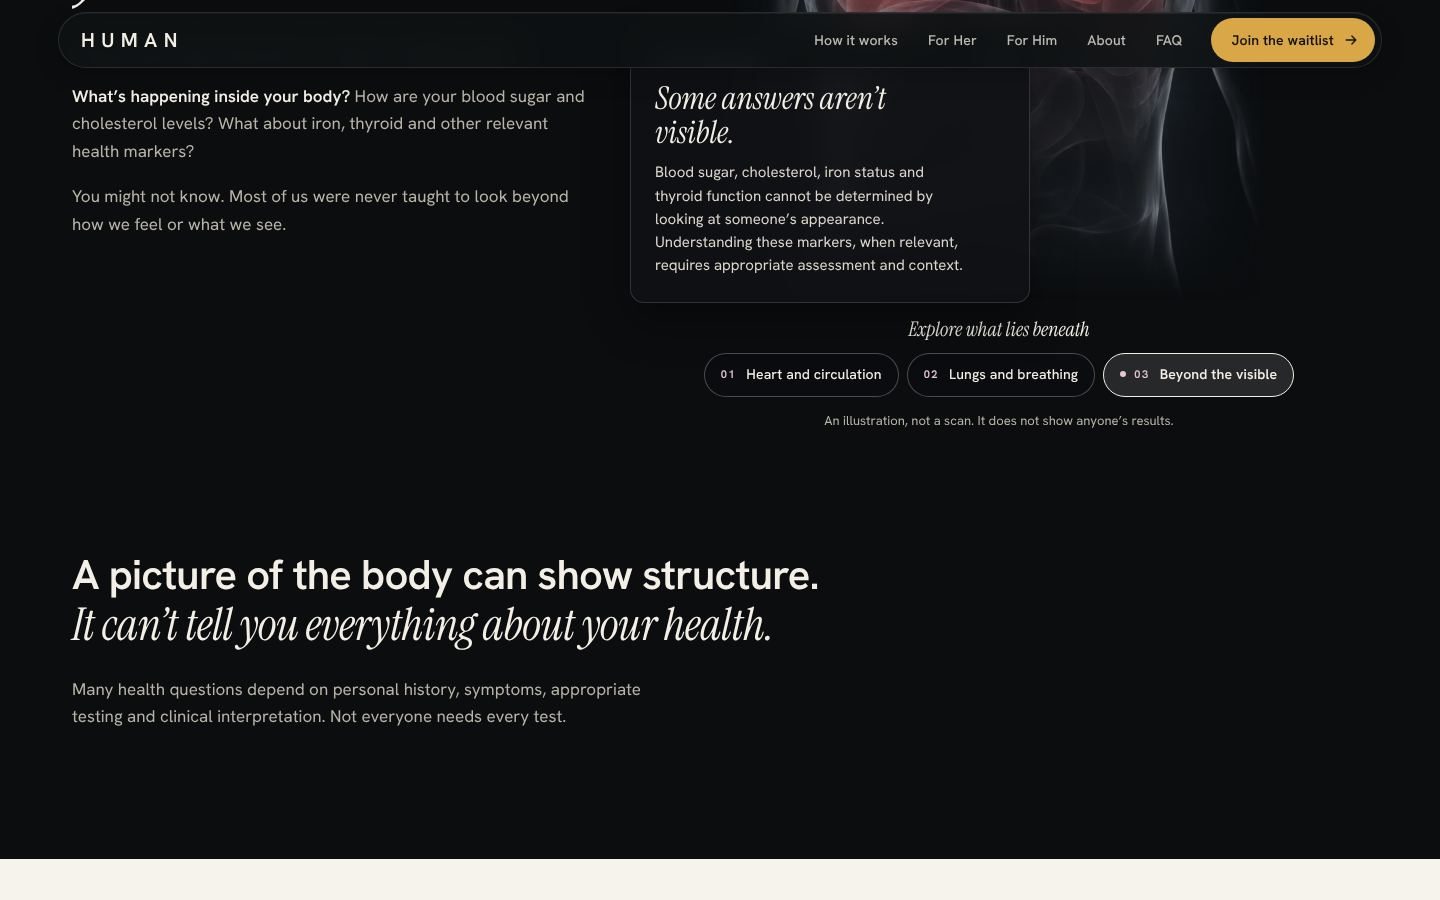 HUMAN
How it works
For Her
For Him
About
FAQ
Join the waitlist →
What’s happening inside your body? How are your blood sugar and
cholesterol levels? What about iron, thyroid and other relevant
health markers?
You might not know. Most of us were never taught to look beyond
how we feel or what we see.
Some answers aren’t
visible.
Blood sugar, cholesterol, iron status and
thyroid function cannot be determined by
looking at someone’s appearance.
Understanding these markers, when relevant,
requires appropriate assessment and context.
Explore what lies beneath
01 Heart and circulation
02 Lungs and breathing
03 Beyond the visible
An illustration, not a scan. It does not show anyone’s results.
A picture of the body can show structure.
It can’t tell you everything about your health.
Many health questions depend on personal history, symptoms, appropriate
testing and clinical interpretation. Not everyone needs every test.